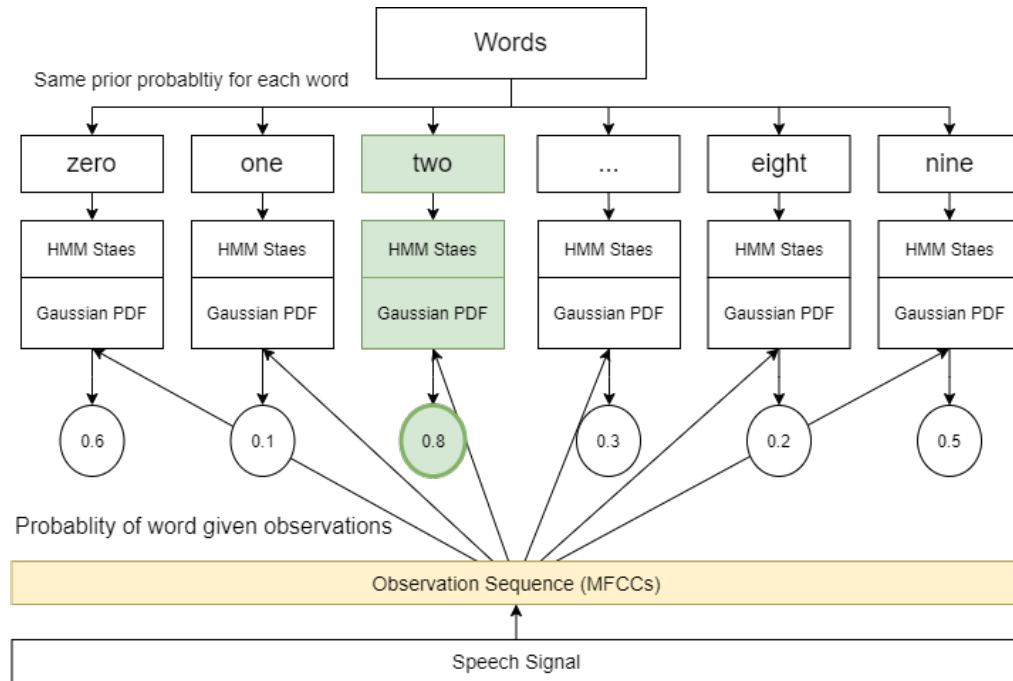 Words
Same prior probabltiy for each word
zero
one
two
...
eight
nine
HMM Staes
HMM Staes
HMM Staes
HMM Staes
HMM Staes
HMM Staes
Gaussian PDF
Gaussian PDF
Gaussian PDF
Gaussian PDF
Gaussian PDF
Gaussian PDF
0.6
0.1
0.8
0.3
0.2
0.5
Probablity of word given observations
Observation Sequence (MFCCs)
Speech Signal